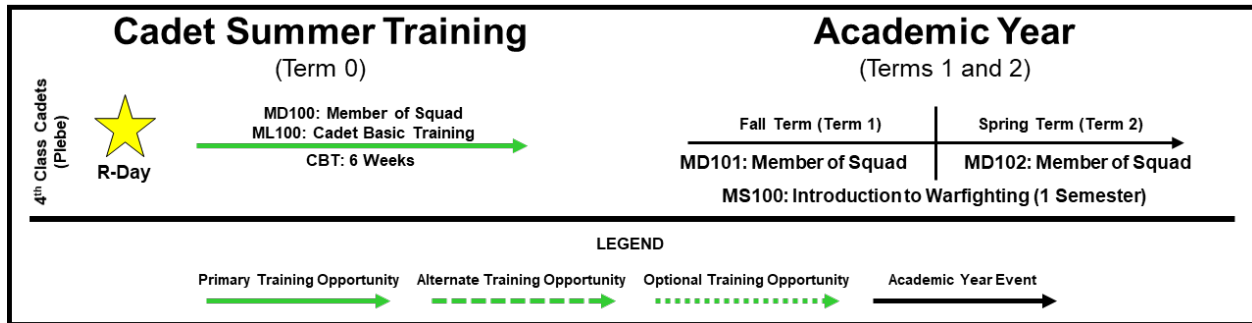 Cadet Summer Training
(Term 0)
Academic Year
(Terms 1 and 2)
4th Class Cadets
(Plebe)
R-Day
MD100: Member of Squad
ML100: Cadet Basic Training
CBT: 6 Weeks
Fall Term (Term 1)
Spring Term (Term 2)
MD101: Member of Squad
MD102: Member of Squad
MS100: Introduction to Warfighting (1 Semester)
LEGEND
Primary Training Opportunity
Alternate Training Opportunity
Optional Training Opportunity
Academic Year Event